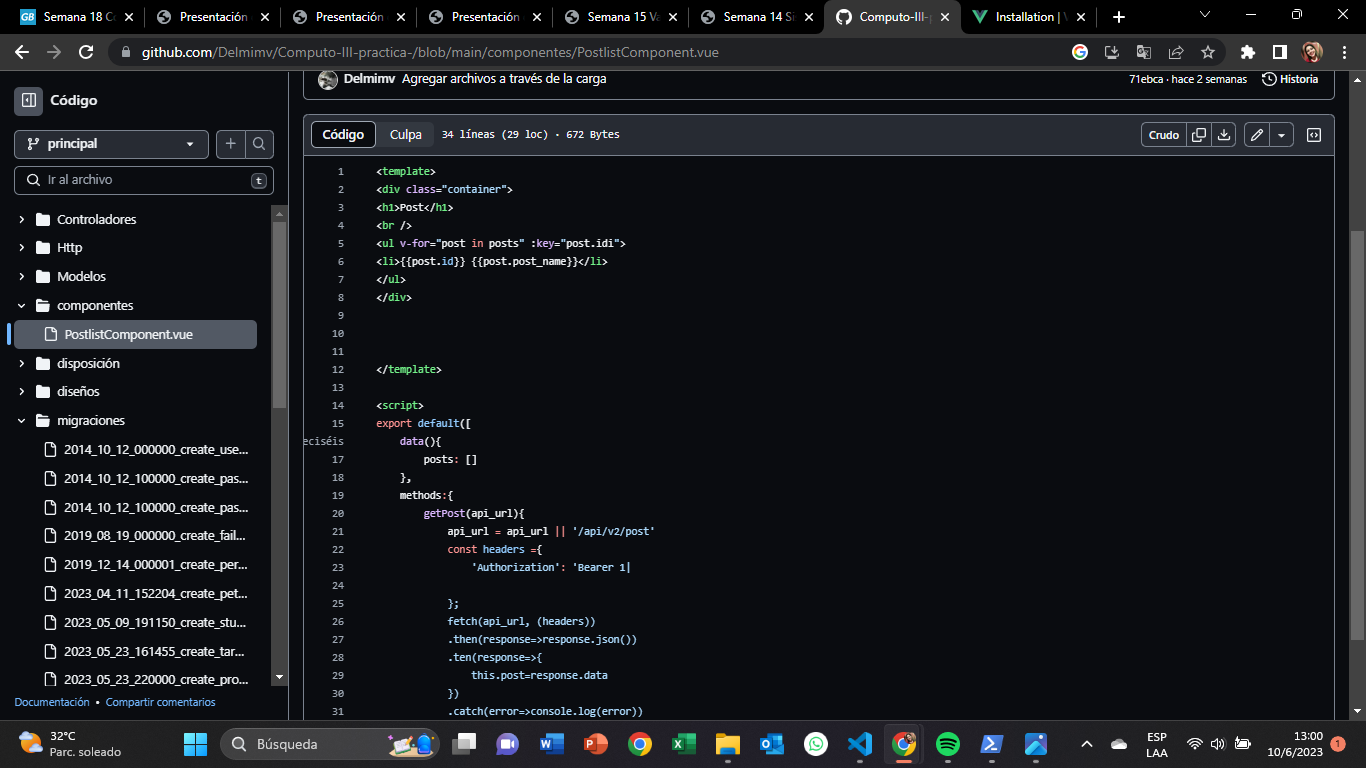 Semana 18 C
Presentación
Presentación
Presentación
Semana 15 Va
Semana 14 Si
Computo-III-p
Installation | V
github.com/Delmimv/Computo-III-practica-/blob/main/componentes/PostlistComponent.vue
Código
principal
Ir al archivo
t
Controladores
Http
Modelos
componentes
PostlistComponent.vue
disposición
diseños
migraciones
2014_10_12_000000_create_use...
2014_10_12_100000_create_pas...
2014_10_12_100000_create_pas...
2019_08_19_000000_create_fail...
2019_12_14_000001_create_per...
2023_04_11_152204_create_pet...
2023_05_09_191150_create_stu...
2023_05_23_161455_create_tar...
2023_05_23_220000_create_pro...
Documentación • Compartir comentarios
Delmimv Agregar archivos a través de la carga
71ebca · hace 2 semanas Historia
Código Culpa 34 líneas (29 loc) · 672 Bytes
Crudo
1 <template>
2 <div class="container">
3 <h1>Post</h1>
4 <br />
5 <ul v-for="post in posts" :key="post.idi">
6 <li>{{post.id}} {{post.post_name}}</li>
7 </ul>
8 </div>
9
10
11
12 </template>
13
14 <script>
15 export default([
eciséis data(){
17 posts: []
18 },
19 methods:{
20 getPost(api_url){
21 api_url = api_url || '/api/v2/post'
22 const headers ={
23 'Authorization': 'Bearer 1|
24
25 };
26 fetch(api_url, (headers))
27 .then(response=>response.json())
28 .ten(response=>{
29 this.post=response.data
30 })
31 .catch(error=>console.log(error))
32°C
Parc. soleado
Búsqueda
ESP
LAA
13:00
10/6/2023
1